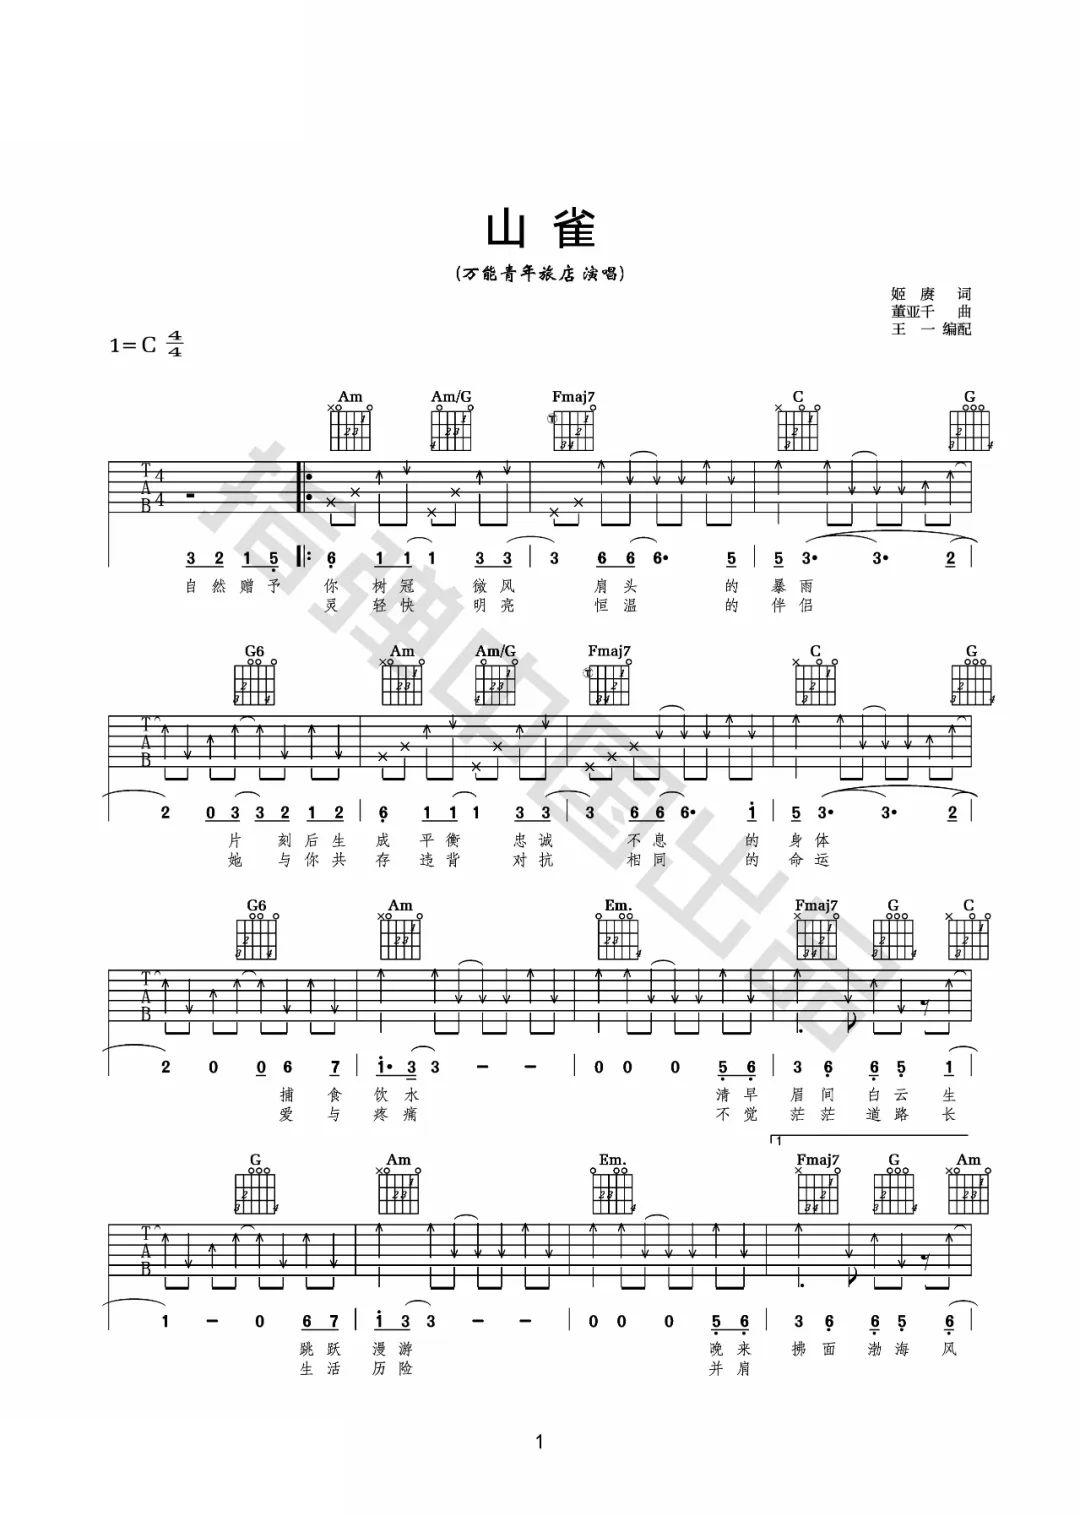 山雀
(万能青年旅店 演唱)
姬 赓 词
董亚千 曲
王 一 编配
1=C 4/4
Am Am/G Fmaj7 C G
T 4
A
B 4
3 2 1 5 6 1 1 1 3 3 3 6 6 6· 5 5 3· 3· 2
自然赠予 你 树冠 微风 肩头 的 暴雨
灵 轻快 明亮 恒温 的 伴侣
G6 Am Am/G Fmaj7 C G
T
A
B
2 0 3 3 2 1 2 6 1 1 1 3 3 3 6 6 6· 1 5 3· 3· 2
片 刻后生 成 平衡 忠诚 不息 的 身体
她 与你共 存 违背 对抗 相同 的 命运
G6 Am Em. Fmaj7 G C
T
A
B
2 0 0 6 7 1· 3 3 – – 0 0 0 5 6 3 6 6 5 1
捕 食 饮水 清早 眉间 白云 生
爱 与 疼痛 不觉 茫茫 道路 长
1
G Am Em. Fmaj7 G Am
T
A
B
1 – 0 6 7 1 3 3 – – 0 0 0 5 6 3 6 6 5 6
跳跃 漫游 晚来 拂面 渤海 风
生活 历险 并肩
1
指弹中国出品